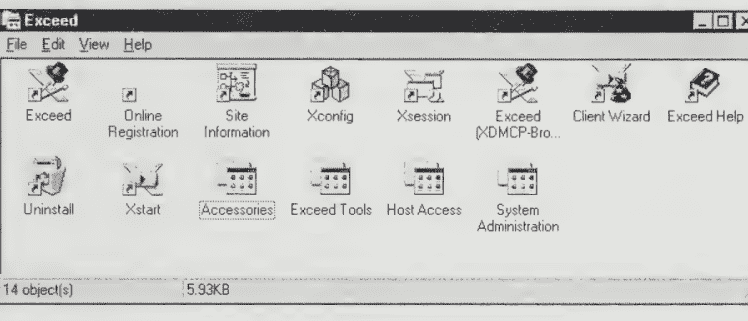 Exceed
File Edit View Help
Exceed
Online
Registration
Site
Information
Xconfig
Xsession
Exceed
(XDMCP-Bro...
Client Wizard
Exceed Help
Uninstall
Xstart
Accessories
Exceed Tools
Host Access
System
Administration
14 object(s) 5.93KB